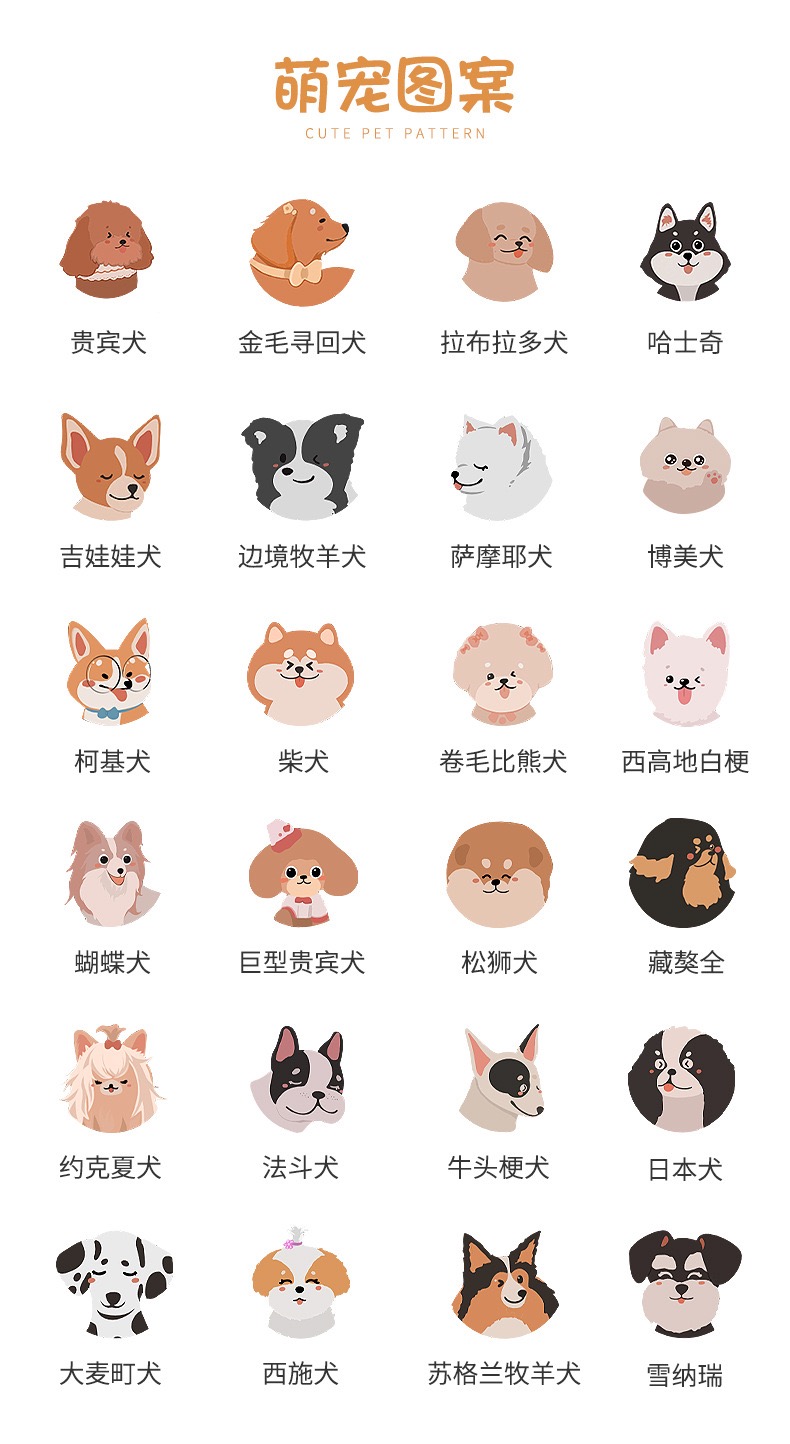 萌宠图案
CUTE PET PATTERN
贵宾犬
金毛寻回犬
拉布拉多犬
哈士奇
吉娃娃犬
边境牧羊犬
萨摩耶犬
博美犬
柯基犬
柴犬
卷毛比熊犬
西高地白梗
蝴蝶犬
巨型贵宾犬
松狮犬
藏獒全
约克夏犬
法斗犬
牛头梗犬
日本犬
大麦町犬
西施犬
苏格兰牧羊犬
雪纳瑞